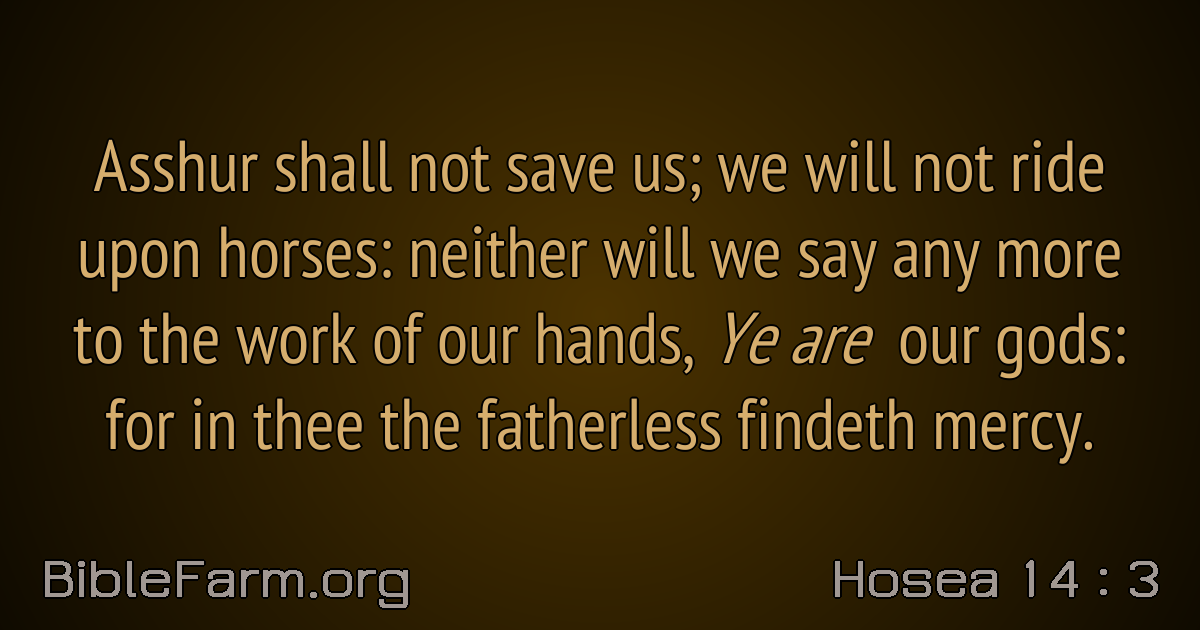 Asshur shall not save us; we will not ride
upon horses: neither will we say any more
to the work of our hands, Ye are our gods:
for in thee the fatherless findeth mercy.
BibleFarm.org
Hosea 14 : 3